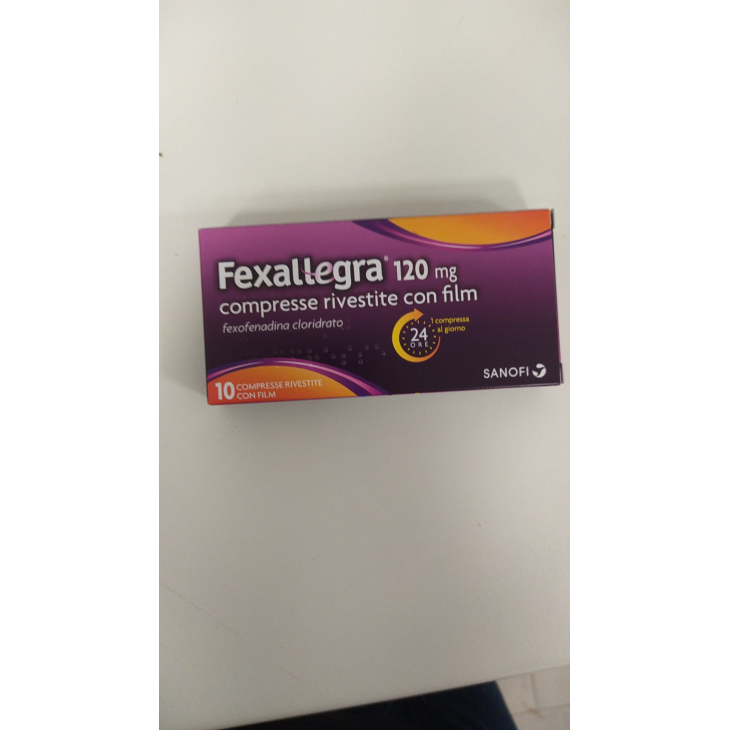 Fexallegra® 120 mg
compresse rivestite con film
fexofenadina cloridrato
1 compressa
al giorno
24
ORE
SANOFI
10 COMPRESSE RIVESTITE
CON FILM